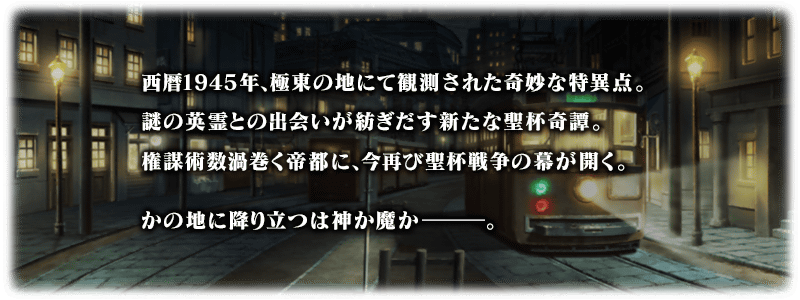 西暦1945年、極東の地にて観測された奇妙な特異点。
謎の英霊との出会いが紡ぎだす新たな聖杯奇譚。
権謀術数渦巻く帝都に、今再び聖杯戦争の幕が開く。
かの地に降り立つは神か魔か───。